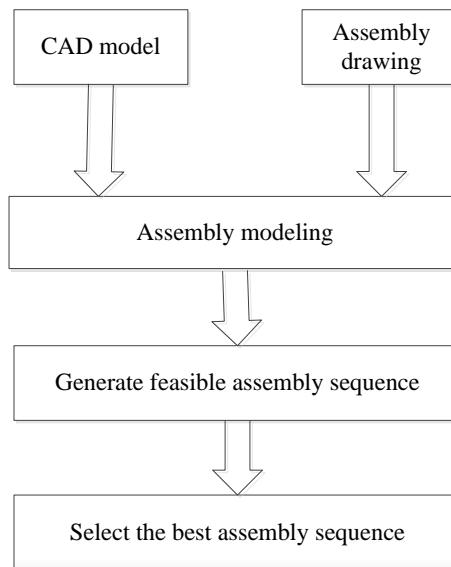 CAD model
Assembly
drawing
Assembly modeling
Generate feasible assembly sequence
Select the best assembly sequence